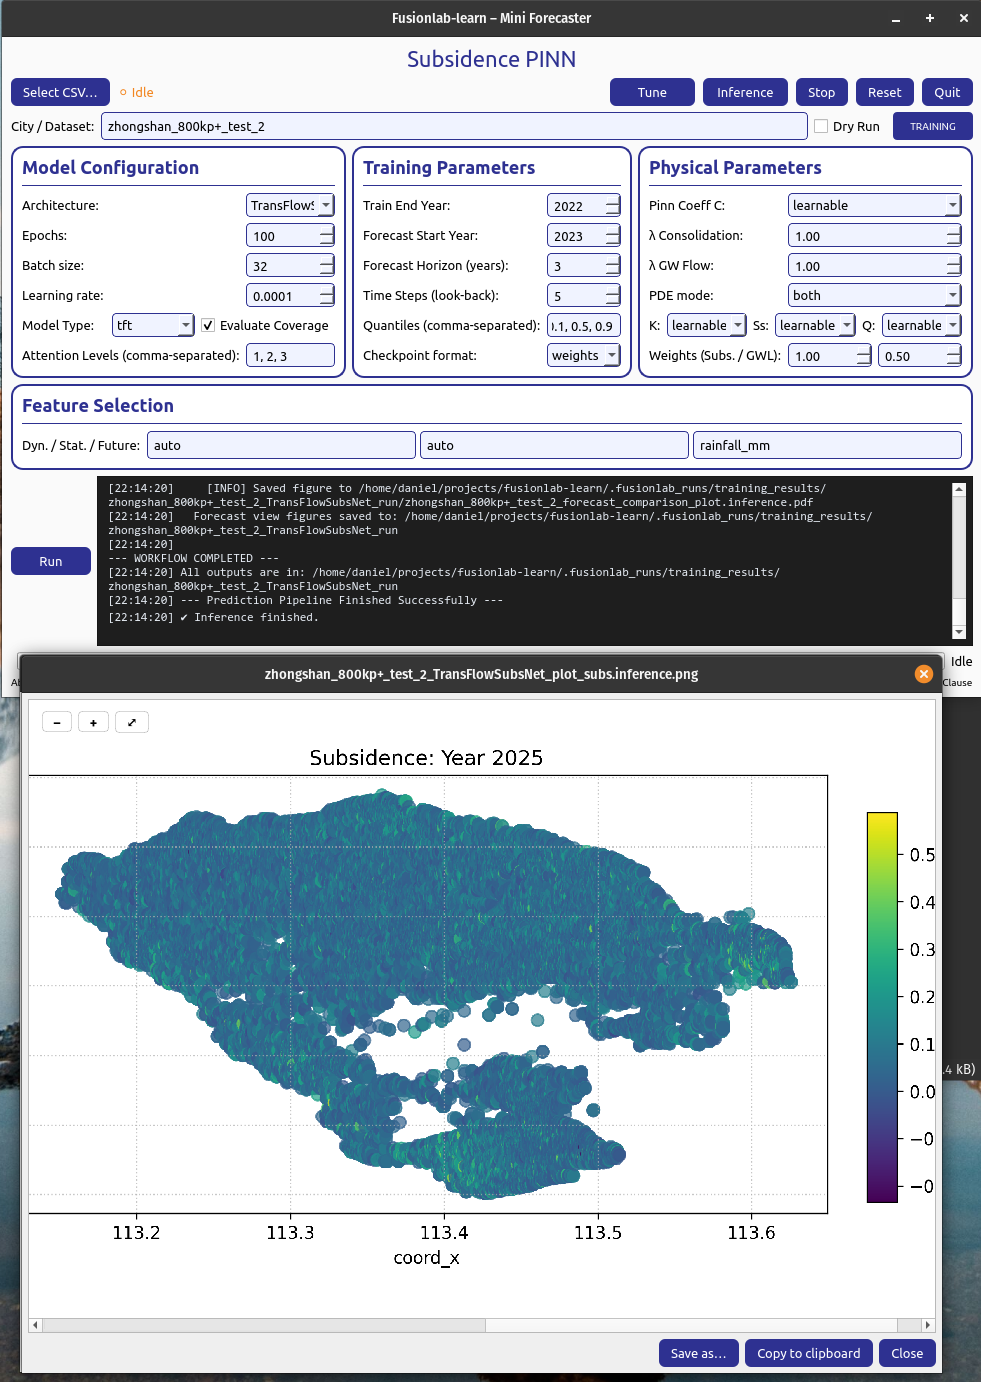 Fusionlab-learn – Mini Forecaster
Subsidence PINN
Select CSV...
Idle
Tune
Inference
Stop
Reset
Quit
City / Dataset:
zhongshan_800kp+_test_2
Dry Run
TRAINING
Model Configuration
Architecture:
Epochs:
100
Batch size:
32
Learning rate:
0.0001
Model Type:
tft
Evaluate Coverage
Attention Levels (comma-separated):
1, 2, 3
Training Parameters
Train End Year:
2022
Forecast Start Year:
2023
Forecast Horizon (years):
3
Time Steps (look-back):
5
Quantiles (comma-separated):
0.5, 0.9
Checkpoint format:
weights
Physical Parameters
Pinn Coeff C:
learnable
λ Consolidation:
1.00
λ GW Flow:
1.00
PDE mode:
both
K:
learnable
Ss:
learnable
Q:
learnable
Weights (Subs. / GWL):
1.00
0.50
Feature Selection
Dyn. / Stat. / Future:
auto
auto
rainfall_mm
Run
[22:14:20]     [INFO] Saved figure to /home/daniel/projects/fusionlab-learn/.fusionlab_runs/training_results/
zhongshan_800kp+_test_2_TransFlowSubsNet_run/zhongshan_800kp+_test_2_forecast_comparison_plot.inference.pdf
[22:14:20]   Forecast view figures saved to: /home/daniel/projects/fusionlab-learn/.fusionlab_runs/training_results/
zhongshan_800kp+_test_2_TransFlowSubsNet_run
[22:14:20]
--- WORKFLOW COMPLETED ---
[22:14:20] All outputs are in: /home/daniel/projects/fusionlab-learn/.fusionlab_runs/training_results/
zhongshan_800kp+_test_2_TransFlowSubsNet_run
[22:14:20] --- Prediction Pipeline Finished Successfully ---
[22:14:20] ✔ Inference finished.
Idle
Clause
zhongshan_800kp+_test_2_TransFlowSubsNet_plot_subs.inference.png
Subsidence: Year 2025
0.5
0.4
0.3
0.2
0.1
0.0
−0
−0
113.2
113.3
113.4
113.5
113.6
coord_x
.4 kB)
Save as...
Copy to clipboard
Close